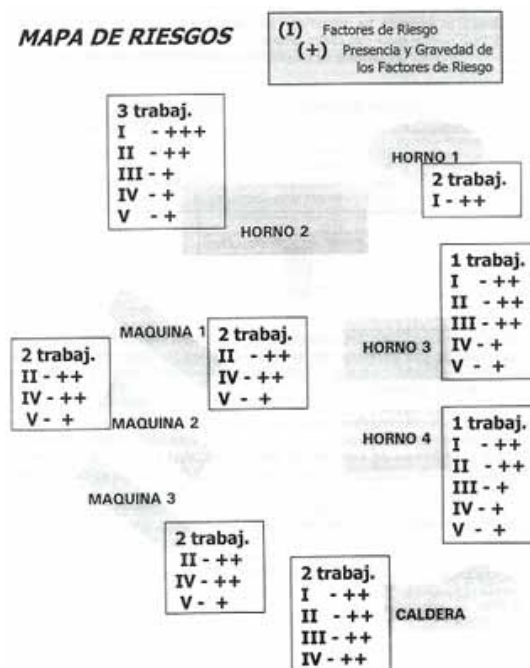 MAPA DE RIESGOS
(I) Factores de Riesgo
(+) Presencia y Gravedad de
los Factores de Riesgo
3 trabaj.
I - +++
II - ++
III - +
IV - +
V - +
HORNO 2
HORNO 1
2 trabaj.
I - ++
1 trabaj.
I - ++
II - ++
III - ++
IV - +
V - +
HORNO 3
MAQUINA 1
2 trabaj.
II - ++
IV - ++
V - +
2 trabaj.
II - ++
IV - ++
V - +
MAQUINA 2
HORNO 4
1 trabaj.
I - ++
II - ++
III - +
IV - +
V - +
MAQUINA 3
2 trabaj.
II - ++
IV - ++
V - +
2 trabaj.
I - ++
II - ++
III - ++
IV - ++
CALDERA